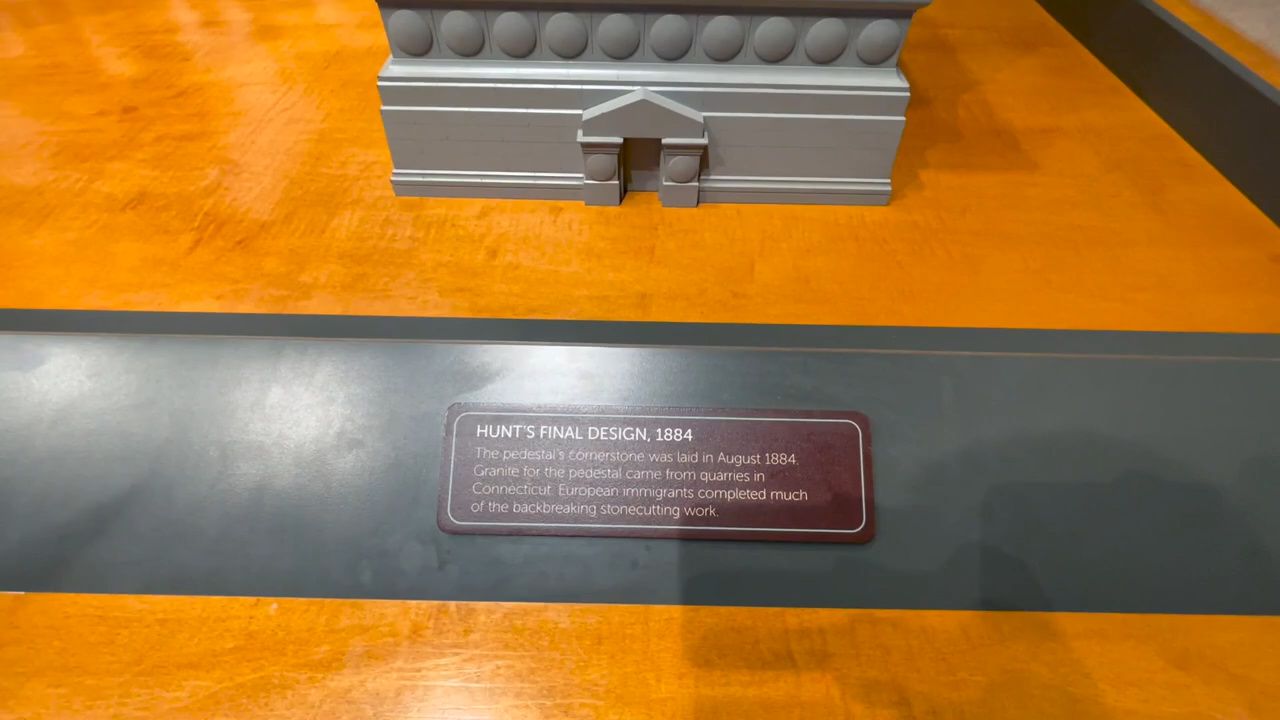 HUNT'S FINAL DESIGN, 1884
The pedestal's cornerstone was laid in August 1884.
Granite for the pedestal came from quarries in
Connecticut. European immigrants completed much
of the backbreaking stonecutting work.